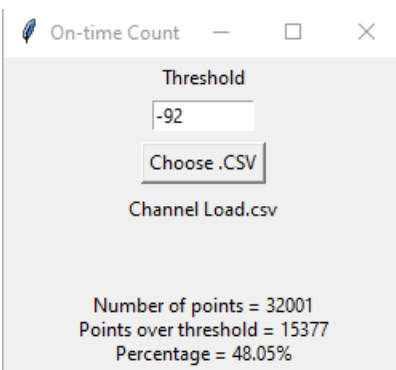 On-time Count
Threshold
-92
Choose .CSV
Channel Load.csv
Number of points = 32001
Points over threshold = 15377
Percentage = 48.05%